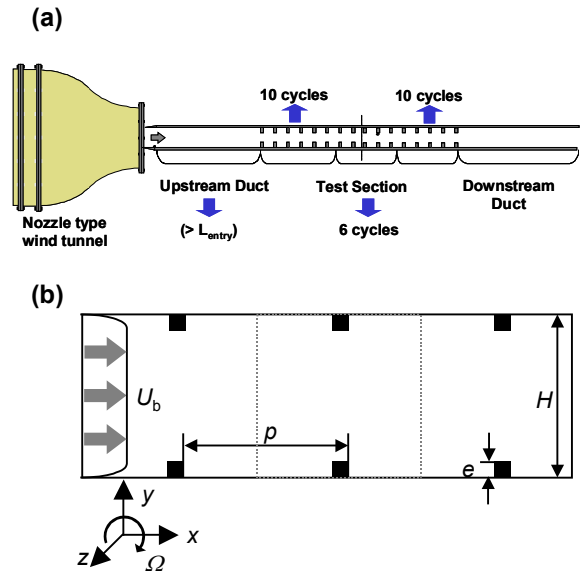 (a)
10 cycles
10 cycles
Upstream Duct
Test Section
Downstream
Duct
Nozzle type
wind tunnel
(> Lentry)
6 cycles
(b)
Ub
p
H
e
y
x
z
Ω